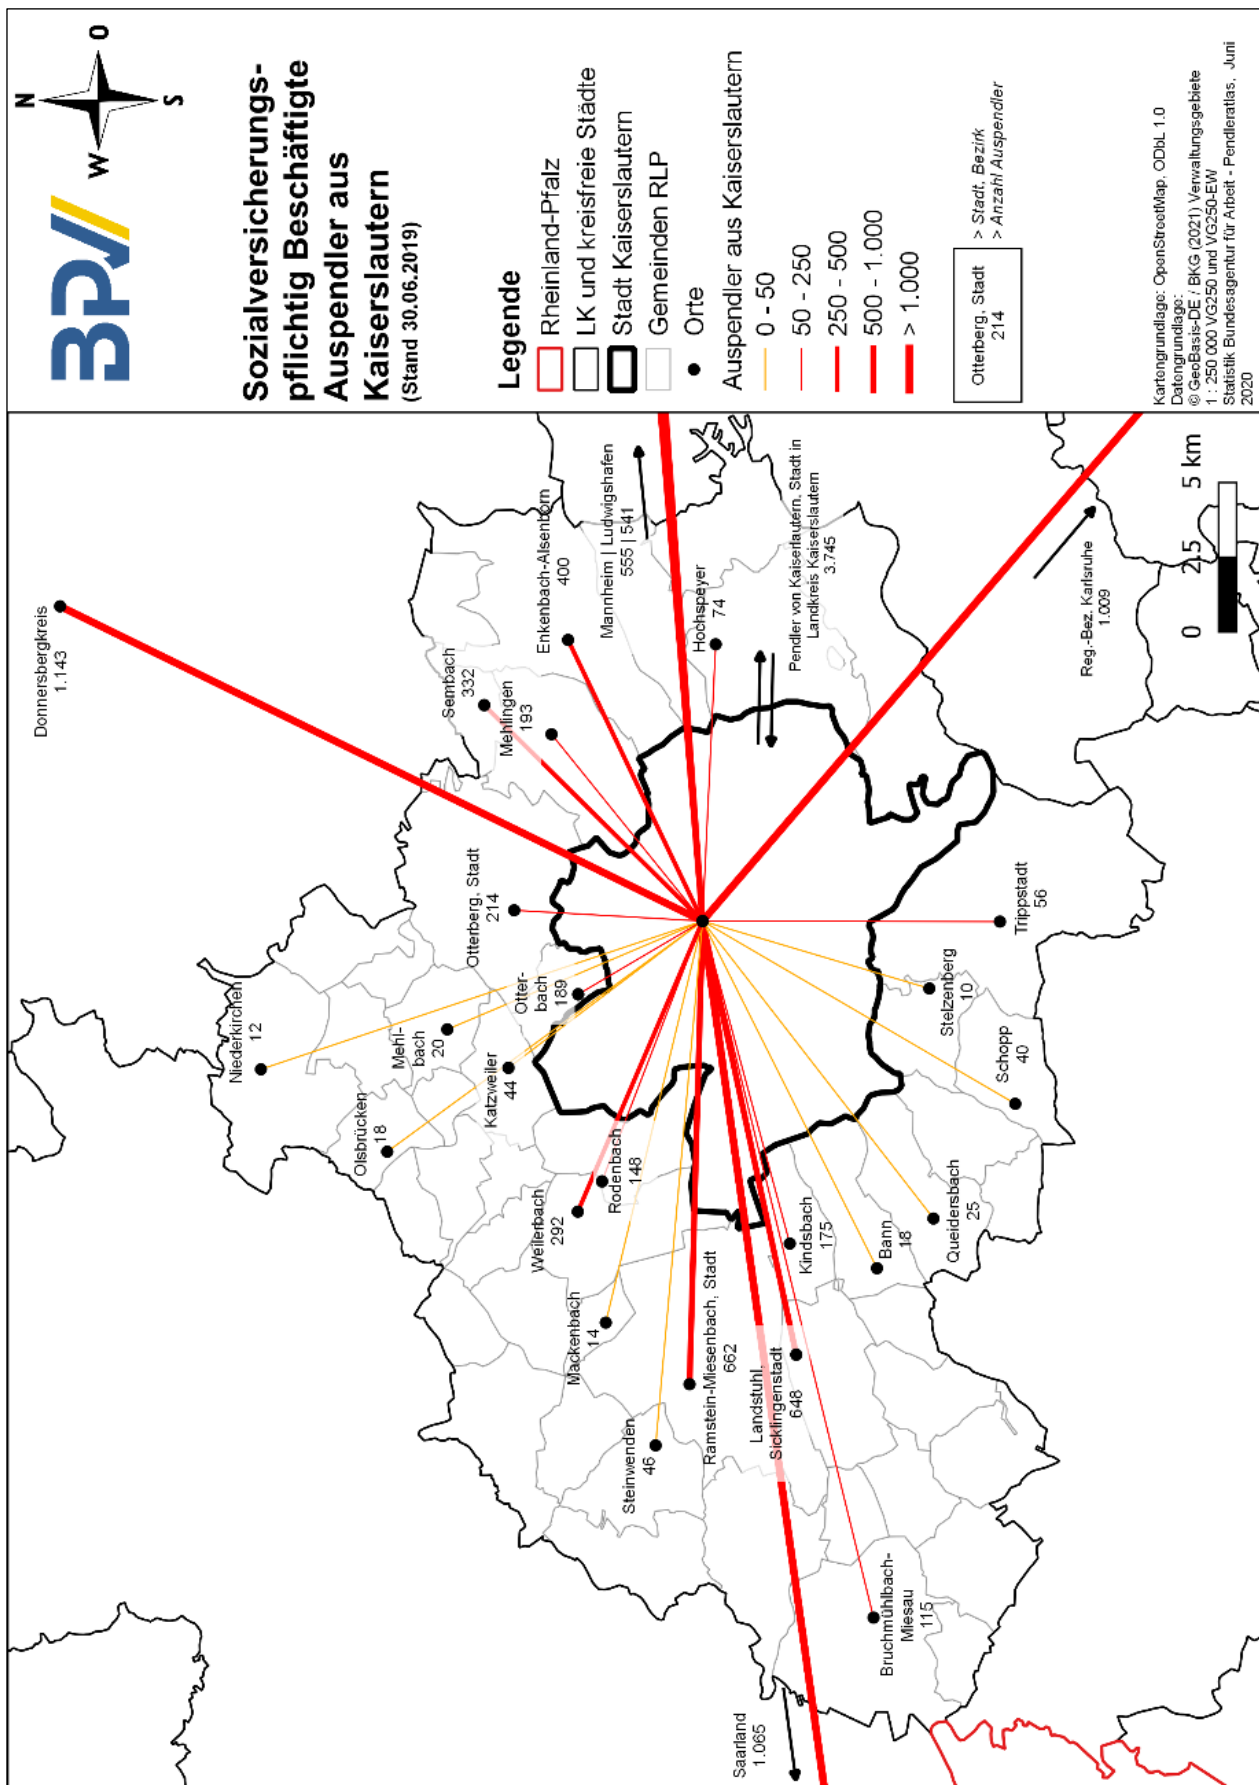 BPV
N
W
O
S
Sozialversicherungs-
pflichtig Beschäftigte
Auspendler aus
Kaiserslautern
(Stand 30.06.2019)
Legende
Rheinland-Pfalz
LK und kreisfreie Städte
Stadt Kaiserslautern
Gemeinden RLP
Orte
Auspendler aus Kaiserslautern
0 - 50
50 - 250
250 - 500
500 - 1.000
> 1.000
Otterberg, Stadt
214
> Stadt, Bezirk
> Anzahl Auspendler
Kartengrundlage: OpenStreetMap, ODbL 1.0
Datengrundlage:
© GeoBasis-DE / BKG (2021) Verwaltungsgebiete
1 : 250 000 VG250 und VG250-EW
Statistik Bundesagentur für Arbeit - Pendleratlas, Juni
2020
Donnersbergkreis
1.143
Sembach
332
Mehlingen
193
Enkenbach-Alsenborn
400
Mannheim | Ludwigshafen
555 | 541
Hochspeyer
74
Pendler von Kaiserlautern, Stadt in
Landkreis Kaiserslautern
3.745
Reg.-Bez. Karlsruhe
1.009
0
2,5
5 km
Otterberg, Stadt
214
Niederkirchen
12
Mehl-
bach
20
Otter-
bach
189
Katzweiler
44
Olsbrücken
18
Weilerbach
292
Rodenbach
148
Mackenbach
14
Steinwenden
46
Ramstein-Miesenbach, Stadt
662
Landstuhl,
Sicklingenstadt
648
Kindsbach
175
Bann
18
Queidersbach
25
Schopp
40
Stelzenberg
10
Trippstadt
56
Bruchmühlbach-
Miesau
115
Saarland
1.065